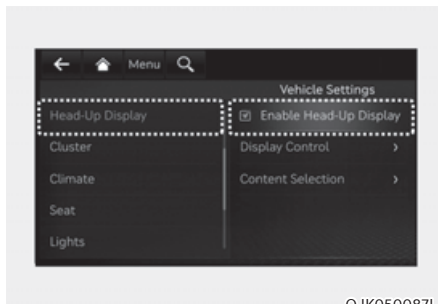 Menu
Vehicle Settings
Head-Up Display
Enable Head-Up Display
Cluster
Display Control
Climate
Content Selection
Seat
Lights